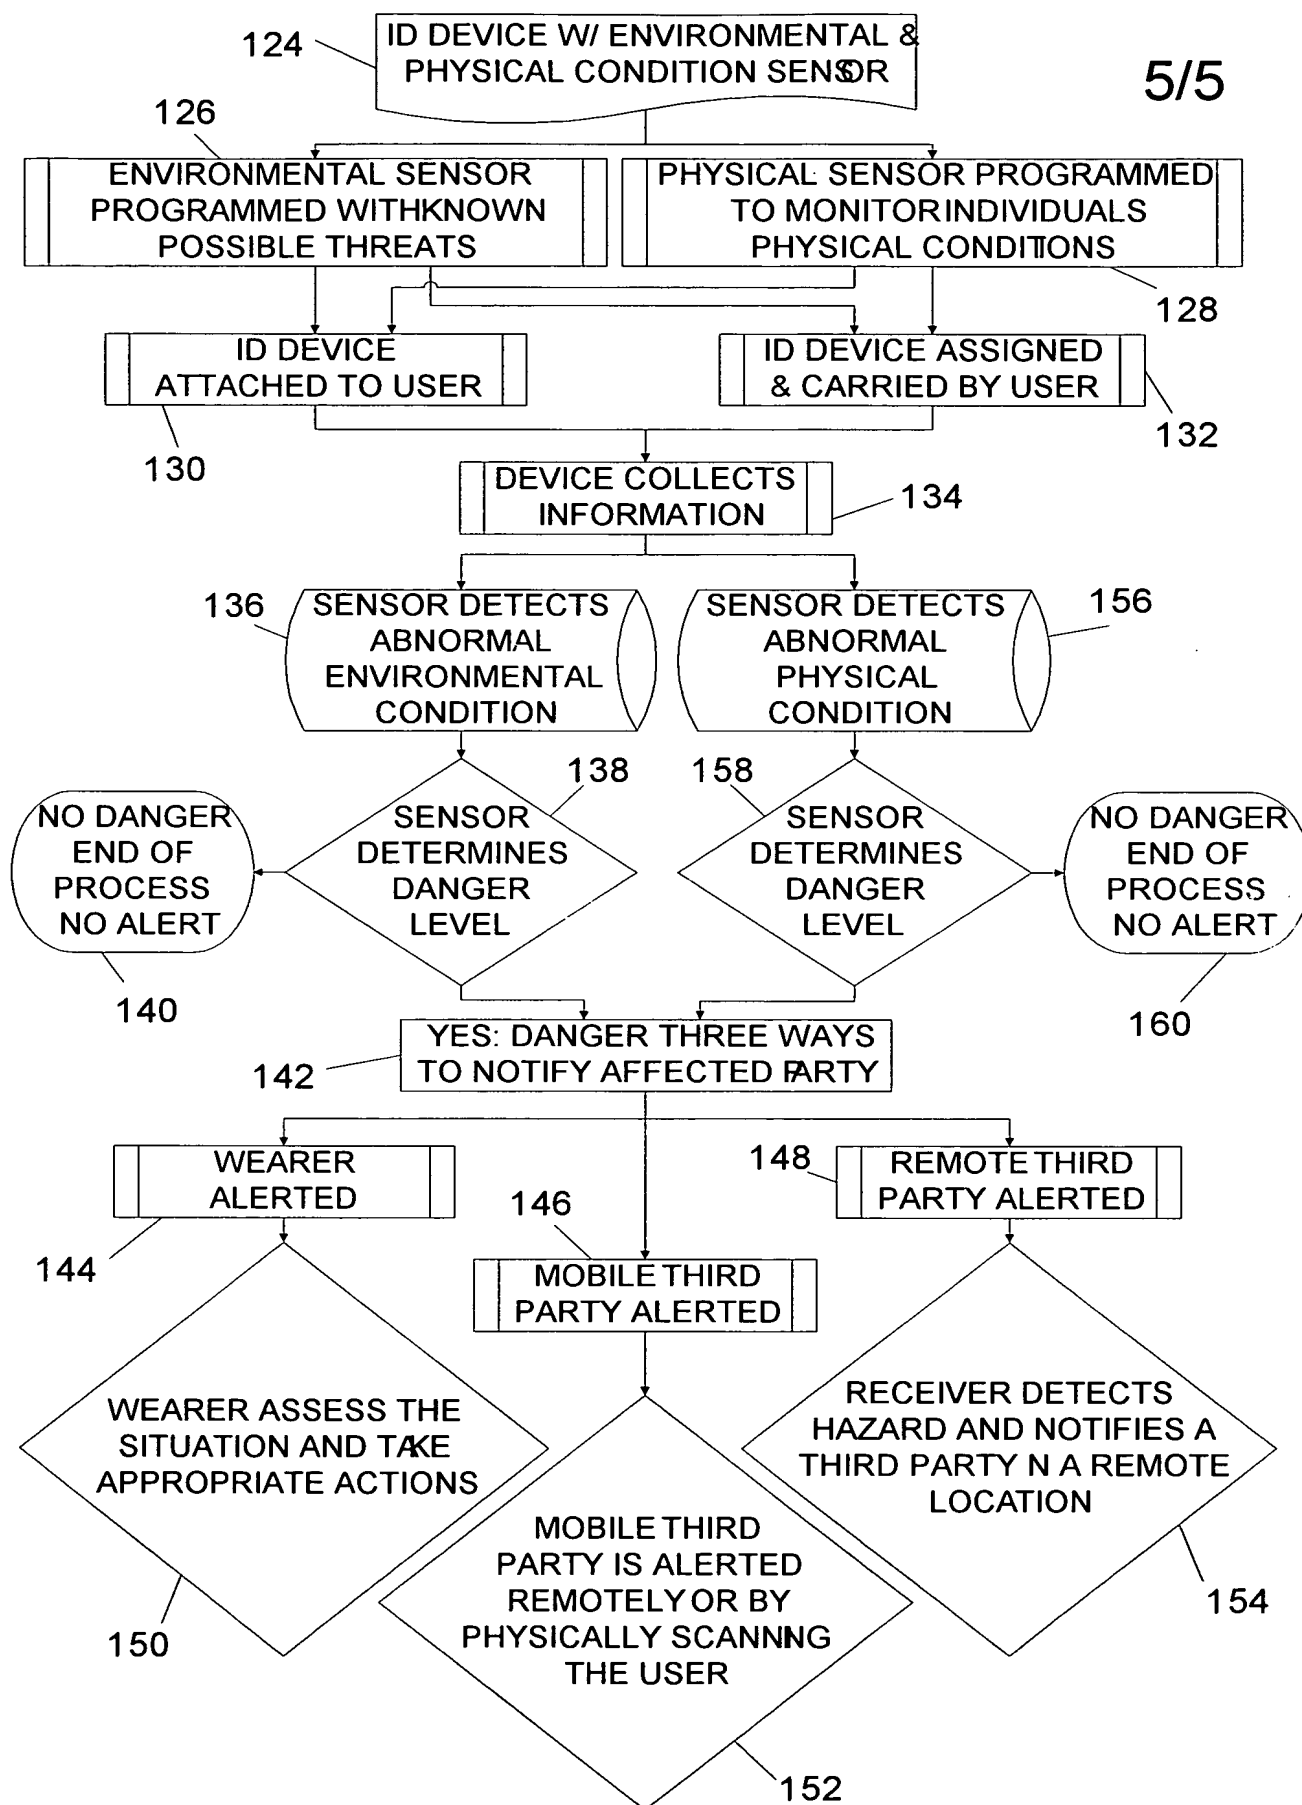 5/5
124
ID DEVICE W/ ENVIRONMENTAL &
PHYSICAL CONDITION SENSOR
126
ENVIRONMENTAL SENSOR
PROGRAMMED WITHKNOWN
POSSIBLE THREATS
PHYSICAL SENSOR PROGRAMMED
TO MONITOR INDIVIDUALS
PHYSICAL CONDITIONS
128
ID DEVICE
ATTACHED TO USER
130
ID DEVICE ASSIGNED
& CARRIED BY USER
132
DEVICE COLLECTS
INFORMATION
134
136
SENSOR DETECTS
ABNORMAL
ENVIRONMENTAL
CONDITION
SENSOR DETECTS
ABNORMAL
PHYSICAL
CONDITION
156
138
SENSOR
DETERMINES
DANGER
LEVEL
158
SENSOR
DETERMINES
DANGER
LEVEL
NO DANGER
END OF
PROCESS
NO ALERT
140
NO DANGER
END OF
PROCESS
NO ALERT
160
YES: DANGER THREE WAYS
TO NOTIFY AFFECTED PARTY
142
WEARER
ALERTED
144
146
MOBILE THIRD
PARTY ALERTED
148
REMOTE THIRD
PARTY ALERTED
WEARER ASSESS THE
SITUATION AND TAKE
APPROPRIATE ACTIONS
150
MOBILE THIRD
PARTY IS ALERTED
REMOTELY OR BY
PHYSICALLY SCANNING
THE USER
152
RECEIVER DETECTS
HAZARD AND NOTIFIES A
THIRD PARTY N A REMOTE
LOCATION
154